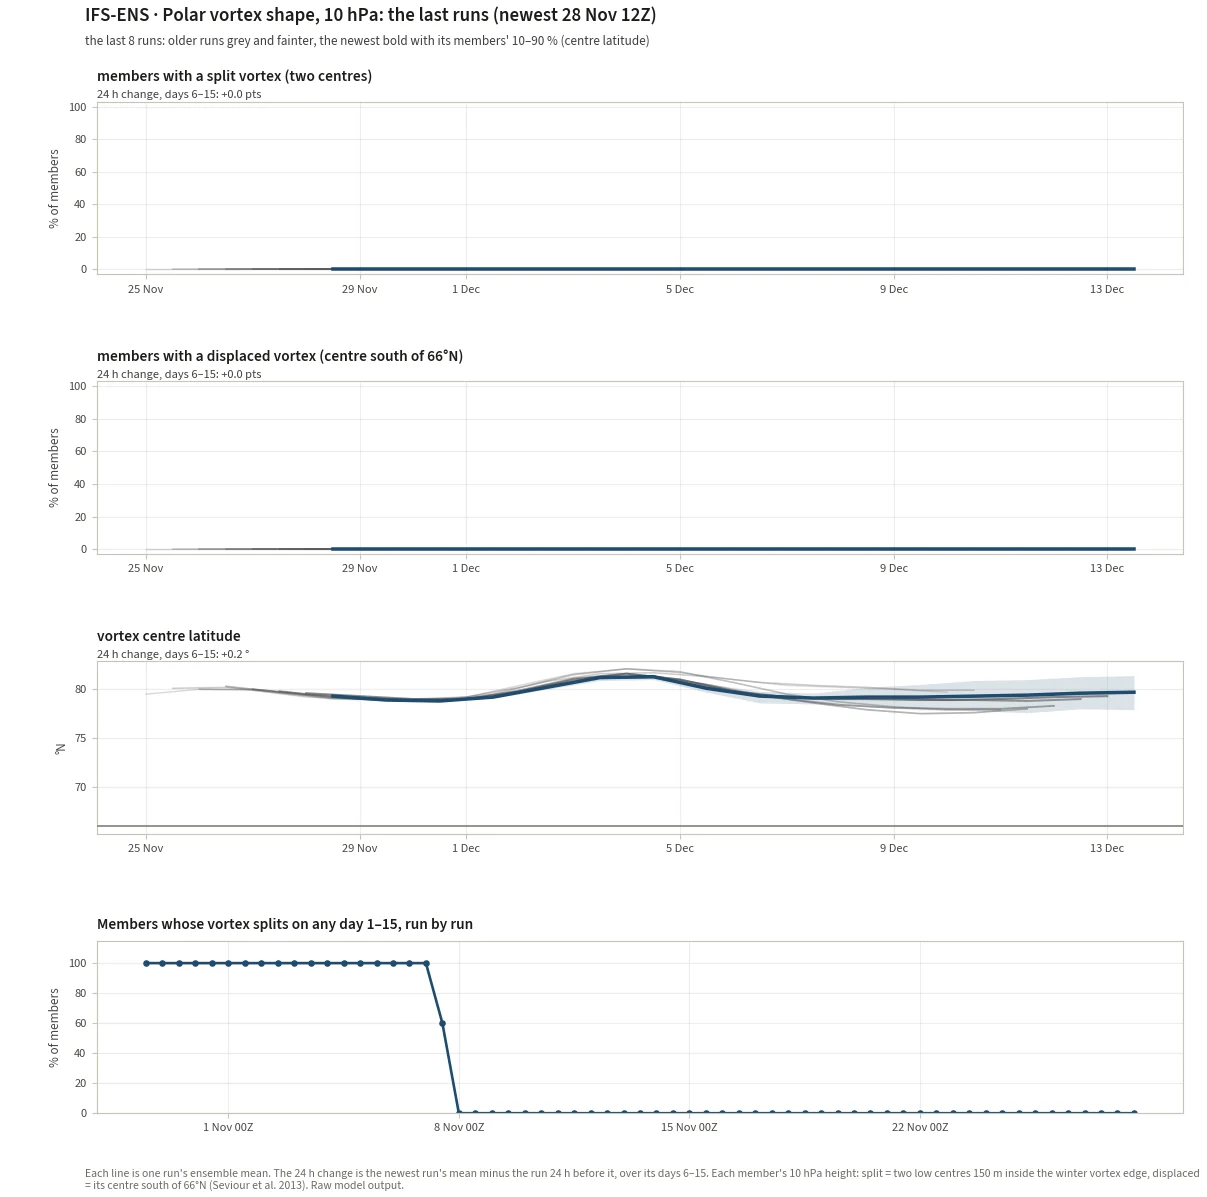 IFS-ENS · Polar vortex shape, 10 hPa: the last runs (newest 28 Nov 12Z)
the last 8 runs: older runs grey and fainter, the newest bold with its members' 10–90 % (centre latitude)
members with a split vortex (two centres)
24 h change, days 6–15: +0.0 pts
100
80
60
40
20
0
% of members
25 Nov 29 Nov 1 Dec 5 Dec 9 Dec 13 Dec
members with a displaced vortex (centre south of 66°N)
24 h change, days 6–15: +0.0 pts
100
80
60
40
20
0
% of members
25 Nov 29 Nov 1 Dec 5 Dec 9 Dec 13 Dec
vortex centre latitude
24 h change, days 6–15: +0.2 °
80
75
70
°N
25 Nov 29 Nov 1 Dec 5 Dec 9 Dec 13 Dec
Members whose vortex splits on any day 1–15, run by run
100
80
60
40
20
0
% of members
1 Nov 00Z 8 Nov 00Z 15 Nov 00Z 22 Nov 00Z
Each line is one run's ensemble mean. The 24 h change is the newest run's mean minus the run 24 h before it, over its days 6–15. Each member's 10 hPa height: split = two low centres 150 m inside the winter vortex edge, displaced
= its centre south of 66°N (Seviour et al. 2013). Raw model output.